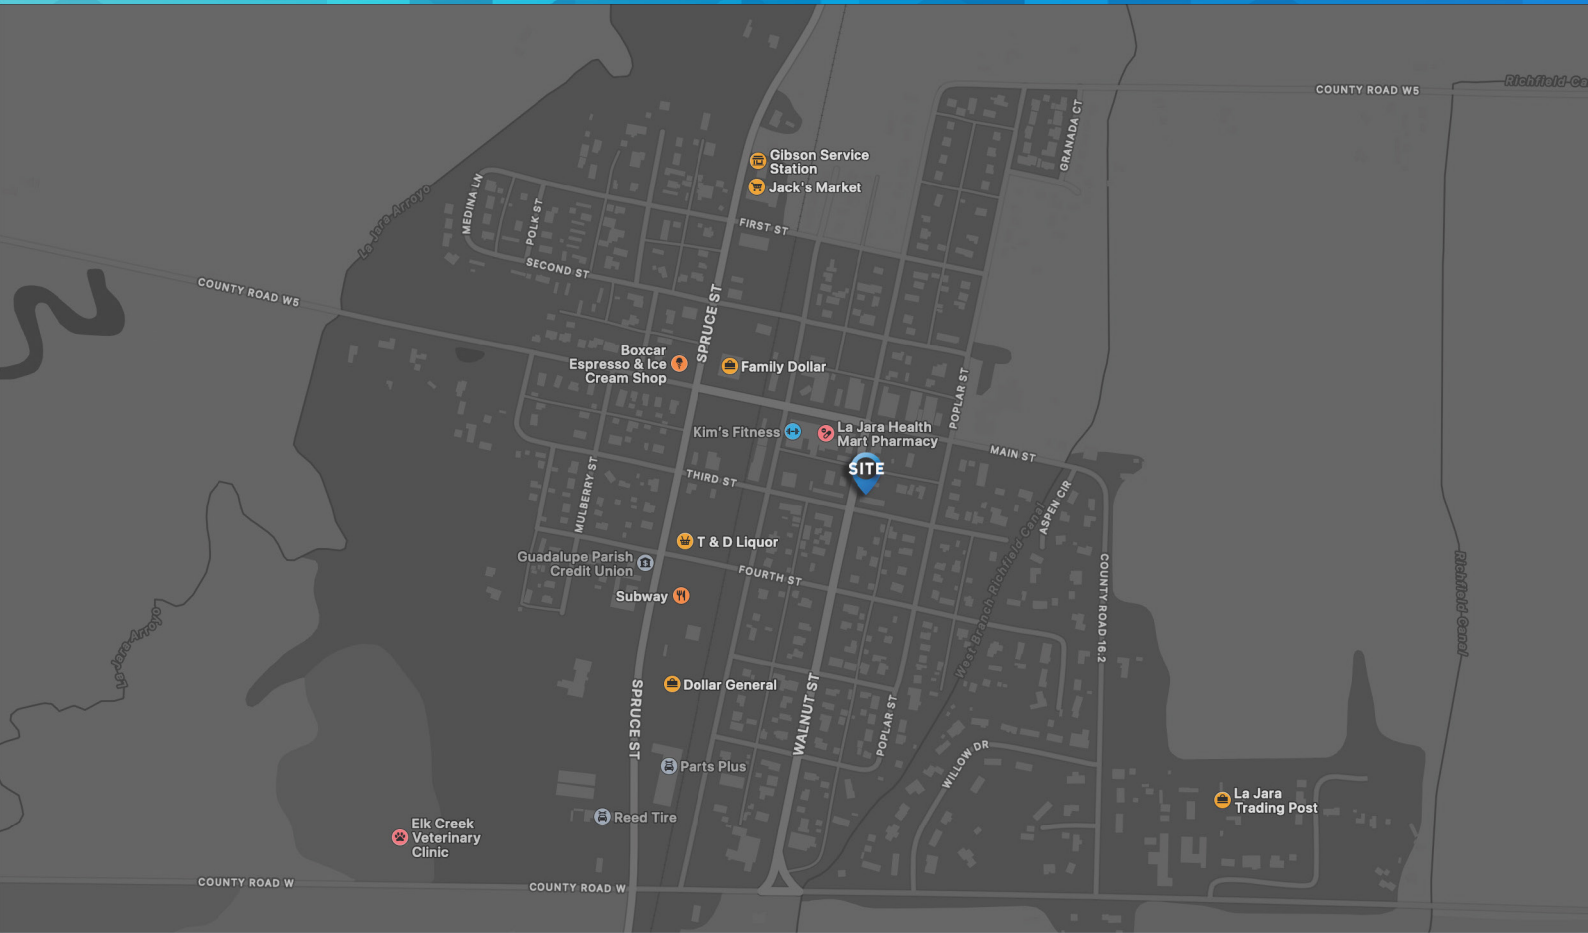 COUNTY ROAD W5
Richfield Ca
GRANADA CT
Gibson Service
Station
Jack's Market
MEDINA LN
POLK ST
La Jara Arroyo
FIRST ST
SECOND ST
COUNTY ROAD W5
SPRUCE ST
Boxcar
Espresso & Ice
Cream Shop
Family Dollar
POPLAR ST
Kim's Fitness
La Jara Health
Mart Pharmacy
MAIN ST
SITE
THIRD ST
MULBERRY ST
ASPEN CIR
T & D Liquor
Guadalupe Parish
Credit Union
FOURTH ST
Subway
West Branch Richfield Canal
COUNTY ROAD 16.2
Richfield Canal
La Jara Arroyo
Dollar General
SPRUCE ST
WALNUT ST
POPLAR ST
WILLOW DR
Parts Plus
La Jara
Trading Post
Reed Tire
Elk Creek
Veterinary
Clinic
COUNTY ROAD W
COUNTY ROAD W